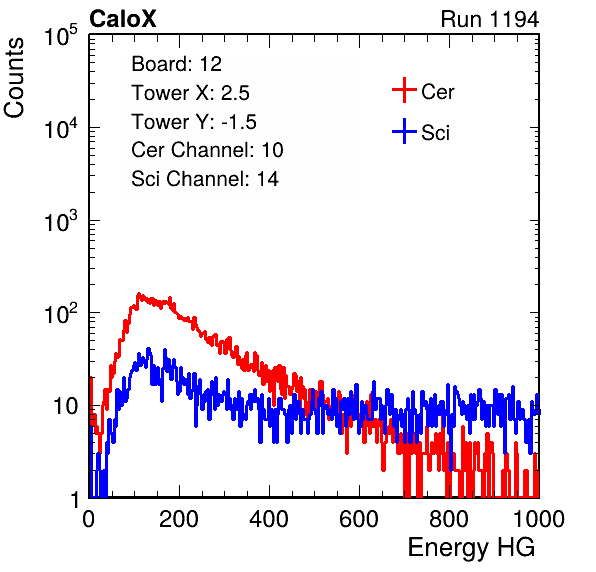 CaloX Run 1194
Counts
10^5
10^4
10^3
10^2
10
1
Board: 12
Tower X: 2.5
Tower Y: -1.5
Cer Channel: 10
Sci Channel: 14
Cer
Sci
0 200 400 600 800 1000
Energy HG